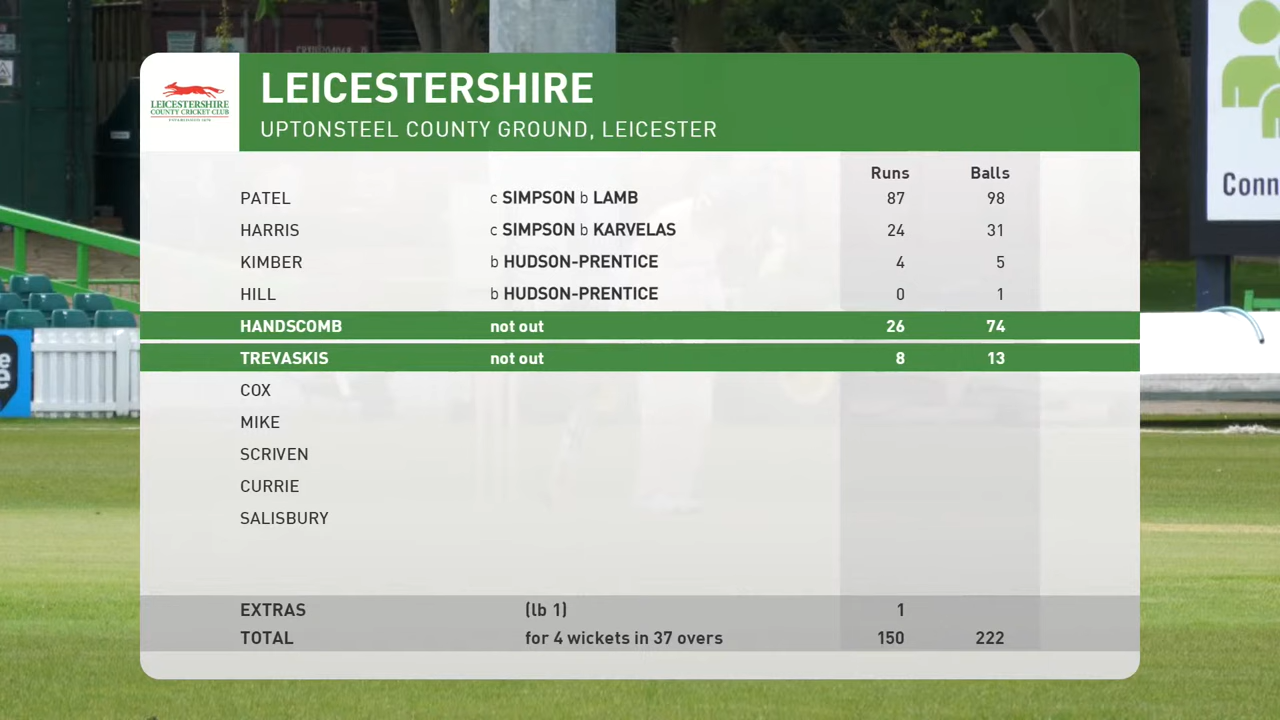 LEICESTERSHIRE
COUNTY CRICKET CLUB
LEICESTERSHIRE
UPTONSTEEL COUNTY GROUND, LEICESTER
Runs Balls
PATEL c SIMPSON b LAMB 87 98
HARRIS c SIMPSON b KARVELAS 24 31
KIMBER b HUDSON-PRENTICE 4 5
HILL b HUDSON-PRENTICE 0 1
HANDSCOMB not out 26 74
TREVASKIS not out 8 13
COX
MIKE
SCRIVEN
CURRIE
SALISBURY
EXTRAS (lb 1) 1
TOTAL for 4 wickets in 37 overs 150 222
Conn